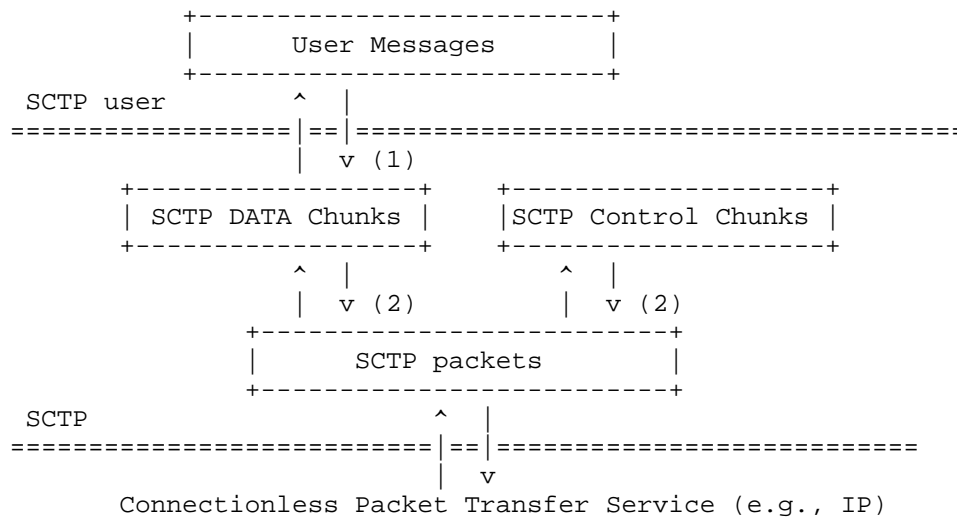 +--------------------------+
|      User Messages       |
+--------------------------+
SCTP user        ^  |
==================|==|=======================================
                  |  v (1)
+------------------+    +--------------------+
| SCTP DATA Chunks |    |SCTP Control Chunks |
+------------------+    +--------------------+
^  |             ^  |
|  v (2)         |  v (2)
+--------------------------+
|      SCTP packets        |
+--------------------------+
SCTP                      ^  |
===========================|==|===========================
                           |  v
Connectionless Packet Transfer Service (e.g., IP)